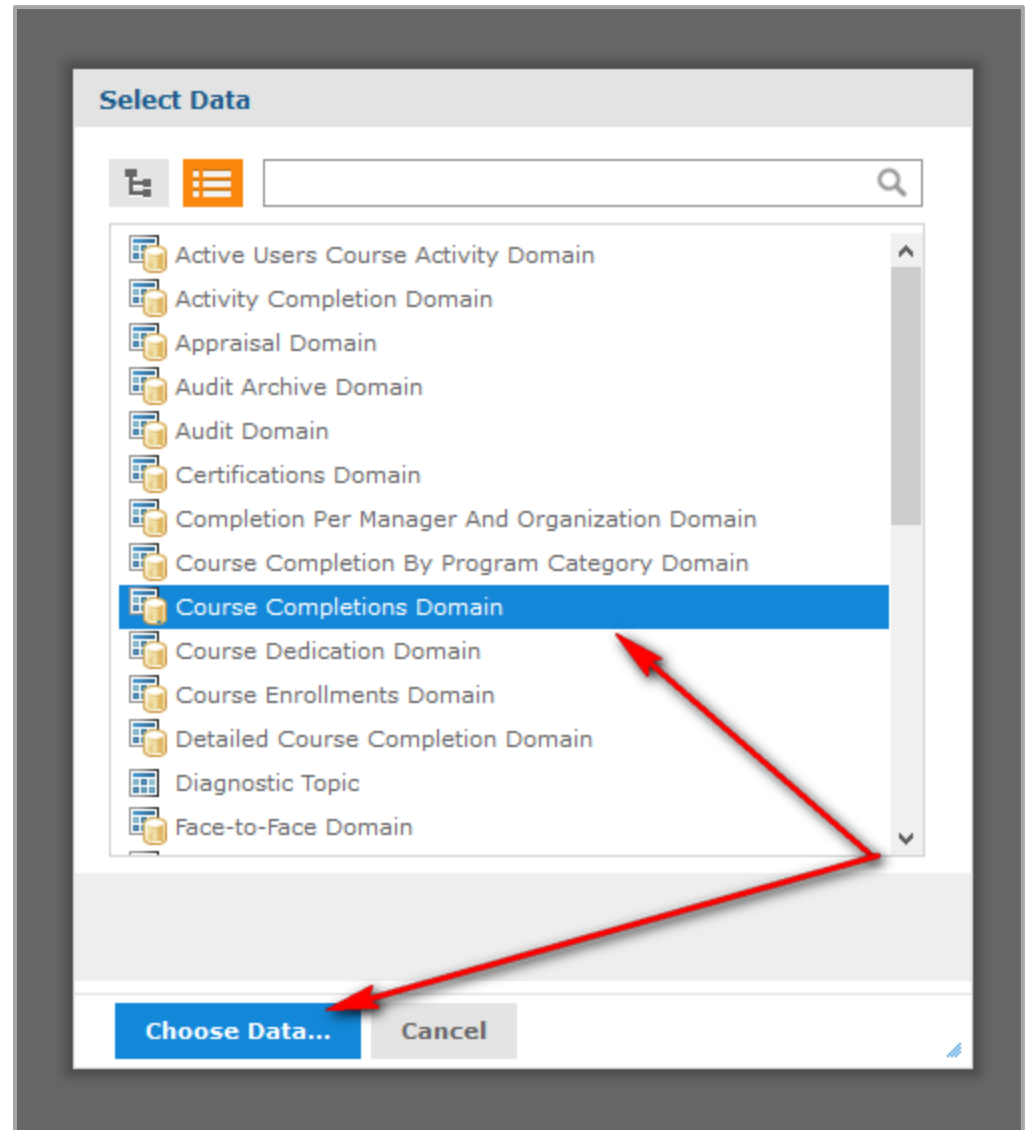 Select Data
Active Users Course Activity Domain
Activity Completion Domain
Appraisal Domain
Audit Archive Domain
Audit Domain
Certifications Domain
Completion Per Manager And Organization Domain
Course Completion By Program Category Domain
Course Completions Domain
Course Dedication Domain
Course Enrollments Domain
Detailed Course Completion Domain
Diagnostic Topic
Face-to-Face Domain
Choose Data... Cancel